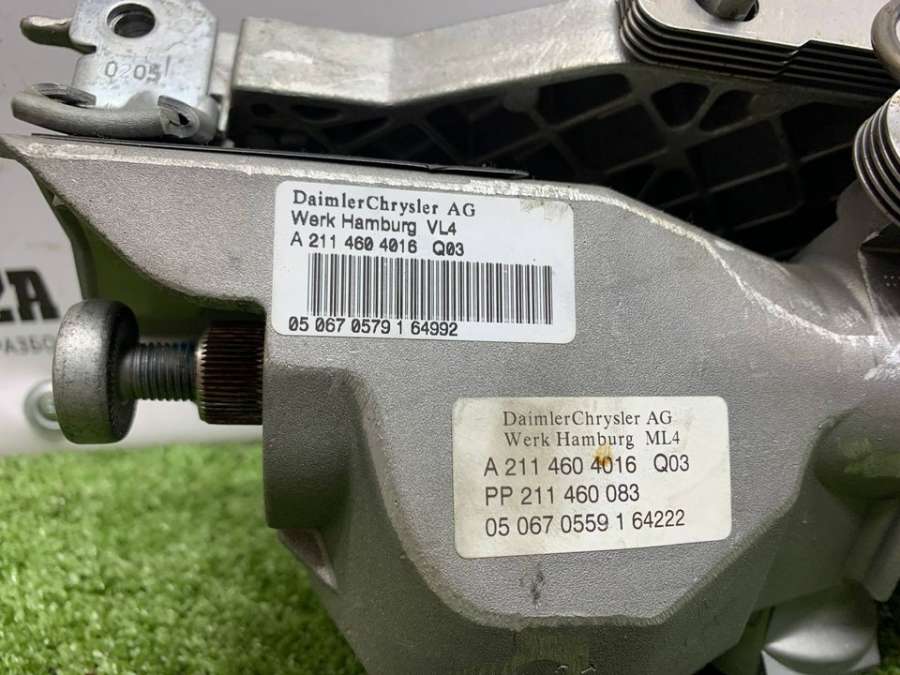 0205
DaimlerChrysler AG
Werk Hamburg VL4
A 211 460 4016 Q03
05 067 0579 1 64992
DaimlerChrysler AG
Werk Hamburg ML4
A 211 460 4016 Q03
PP 211 460 083
05 067 0559 1 64222